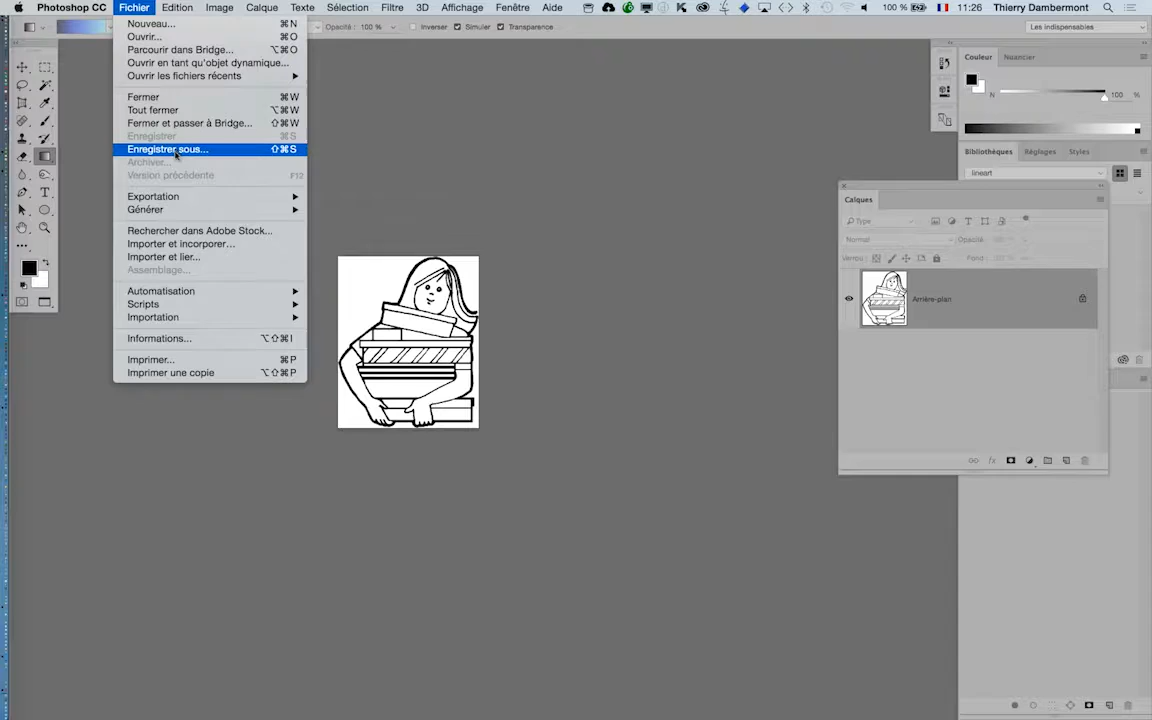 Photoshop CC Fichier Edition Image Calque Texte Sélection Filtre 3D Affichage Fenêtre Aide 100 % 11:26 Thierry Dambermont
Opacité : 100 % Inverser Simuler Transparence Les indispensables
Nouveau... ⌘N
Ouvrir... ⌘O
Parcourir dans Bridge... ⌥⌘O
Ouvrir en tant qu'objet dynamique...
Ouvrir les fichiers récents
Fermer ⌘W
Tout fermer ⌥⌘W
Fermer et passer à Bridge... ⇧⌘W
Enregistrer ⌘S
Enregistrer sous... ⇧⌘S
Archiver...
Version précédente F12
Exportation
Générer
Rechercher dans Adobe Stock...
Importer et incorporer...
Importer et lier...
Assemblage...
Automatisation
Scripts
Importation
Informations... ⌥⇧⌘I
Imprimer... ⌘P
Imprimer une copie ⌥⇧⌘P
Couleur Nuancier
N 100 %
Bibliothèques Réglages Styles
lineart
Calques
Type
Normal Opacité :
Verrou : Fond :
Arrière-plan